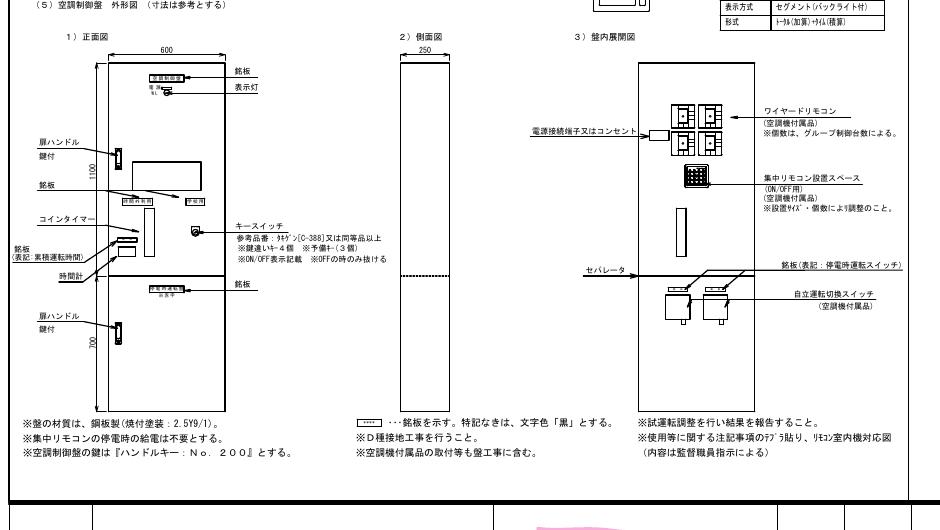 (５) 空調制御盤　外形図　(寸法は参考とする)
表示方式　セグメント(バックライト付)
形式　ﾄｰﾀﾙ(加算)+ﾀｲﾑ(積算)
１) 正面図
２) 側面図
３) 盤内展開図
600
250
銘板
空調制御盤
表示灯
電源
WL
扉ハンドル
鍵付
1100
銘板
コインタイマー
銘板
(表記：累積運転時間)
時間計
キースイッチ
参考品番：ﾀｷｹﾞﾝ[C-388]又は同等品以上
※鍵違いｷｰ４個　※予備ｷｰ(３個)
※ON/OFF表示記載　※OFFの時のみ抜ける
銘板
扉ハンドル
鍵付
700
電源接続端子又はコンセント
ワイヤードリモコン
(空調機付属品)
※個数は、グループ制御台数による。
集中リモコン設置スペース
(ON/OFF用)
(空調機付属品)
※設置ｻｲｽﾞ・個数により調整のこと。
セパレータ
銘板(表記：停電時運転スイッチ)
自立運転切換スイッチ
(空調機付属品)
※盤の材質は、鋼板製(焼付塗装：2.5Y9/1)。
※集中リモコンの停電時の給電は不要とする。
※空調制御盤の鍵は『ハンドルキー：Ｎｏ．２００』とする。
･･･銘板を示す。特記なきは、文字色「黒」とする。
※Ｄ種接地工事を行うこと。
※空調機付属品の取付等も盤工事に含む。
※試運転調整を行い結果を報告すること。
※使用等に関する注記事項のﾃﾌﾟﾗ貼り、ﾘﾓｺﾝ室内機対応図
(内容は監督職員指示による)